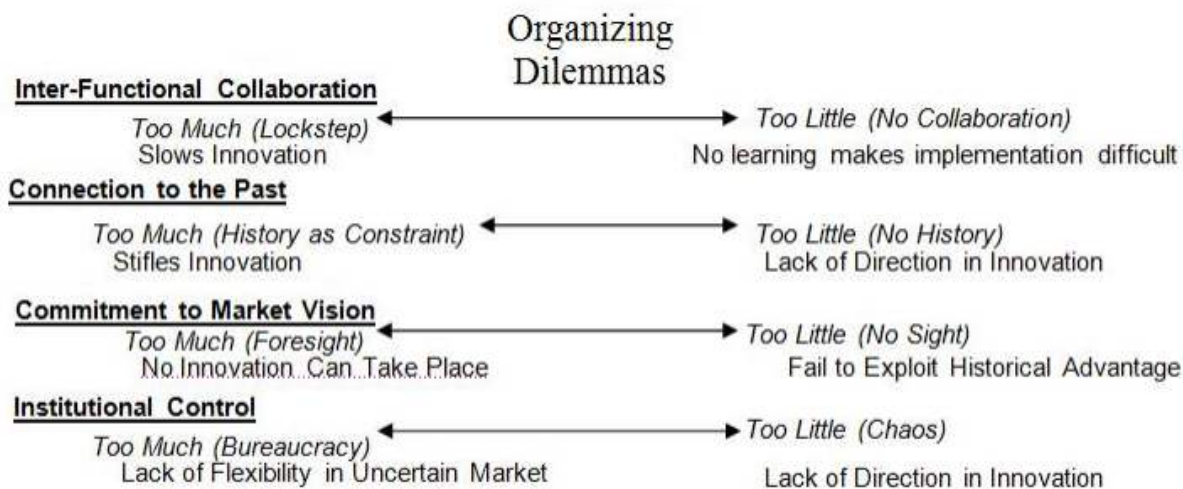 Organizing
Dilemmas
Inter-Functional Collaboration
Too Much (Lockstep)
Too Little (No Collaboration)
Slows Innovation
No learning makes implementation difficult
Connection to the Past
Too Much (History as Constraint)
Too Little (No History)
Stifles Innovation
Lack of Direction in Innovation
Commitment to Market Vision
Too Much (Foresight)
Too Little (No Sight)
No Innovation Can Take Place
Fail to Exploit Historical Advantage
Institutional Control
Too Much (Bureaucracy)
Too Little (Chaos)
Lack of Flexibility in Uncertain Market
Lack of Direction in Innovation